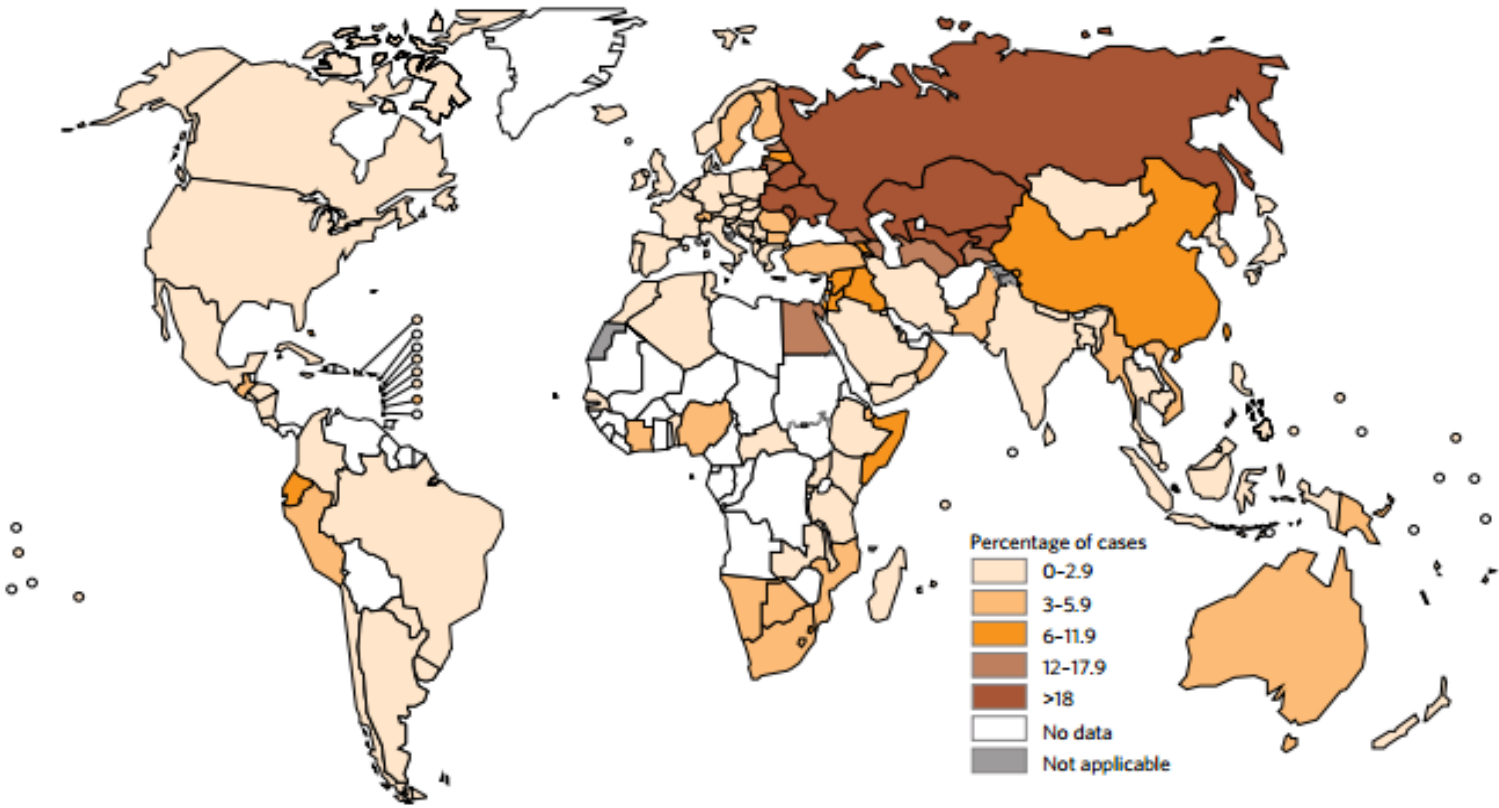 Percentage of cases
0–2.9
3–5.9
6–11.9
12–17.9
>18
No data
Not applicable